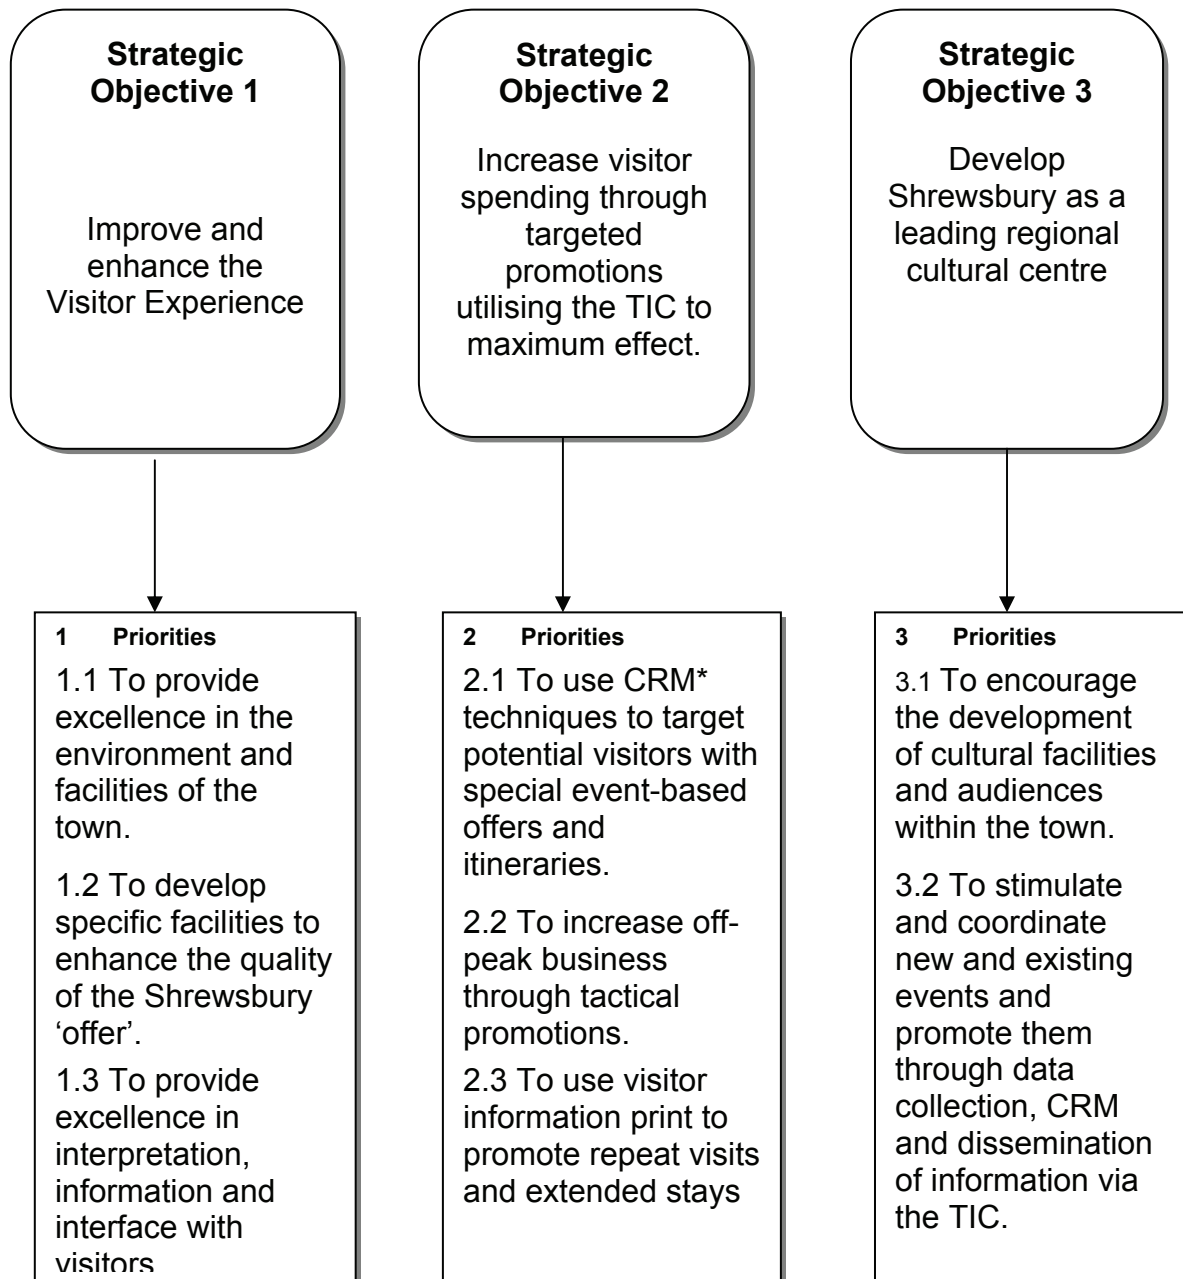 Strategic
Objective 1
Improve and
enhance the
Visitor Experience
Strategic
Objective 2
Increase visitor
spending through
targeted
promotions
utilising the TIC to
maximum effect.
Strategic
Objective 3
Develop
Shrewsbury as a
leading regional
cultural centre
1 Priorities
1.1 To provide
excellence in the
environment and
facilities of the
town.
1.2 To develop
specific facilities to
enhance the quality
of the Shrewsbury
‘offer’.
1.3 To provide
excellence in
interpretation,
information and
interface with
visitors
2 Priorities
2.1 To use CRM*
techniques to target
potential visitors with
special event-based
offers and
itineraries.
2.2 To increase off-
peak business
through tactical
promotions.
2.3 To use visitor
information print to
promote repeat visits
and extended stays
3 Priorities
3.1 To encourage
the development
of cultural facilities
and audiences
within the town.
3.2 To stimulate
and coordinate
new and existing
events and
promote them
through data
collection, CRM
and dissemination
of information via
the TIC.